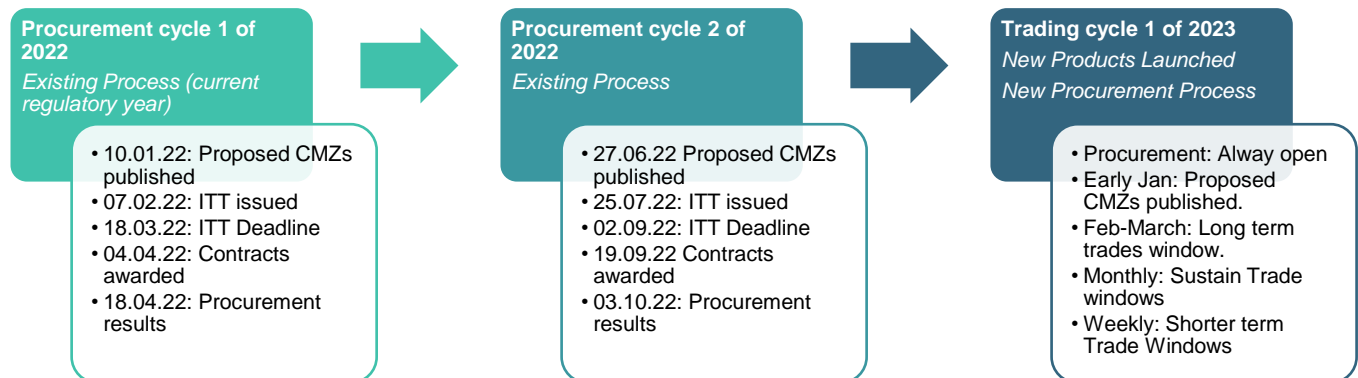 Procurement cycle 1 of
2022
Existing Process (current
regulatory year)
• 10.01.22: Proposed CMZs
published
• 07.02.22: ITT issued
• 18.03.22: ITT Deadline
• 04.04.22: Contracts
awarded
• 18.04.22: Procurement
results
Procurement cycle 2 of
2022
Existing Process
• 27.06.22 Proposed CMZs
published
• 25.07.22: ITT issued
• 02.09.22: ITT Deadline
• 19.09.22 Contracts
awarded
• 03.10.22: Procurement
results
Trading cycle 1 of 2023
New Products Launched
New Procurement Process
• Procurement: Alway open
• Early Jan: Proposed
CMZs published.
• Feb-March: Long term
trades window.
• Monthly: Sustain Trade
windows
• Weekly: Shorter term
Trade Windows